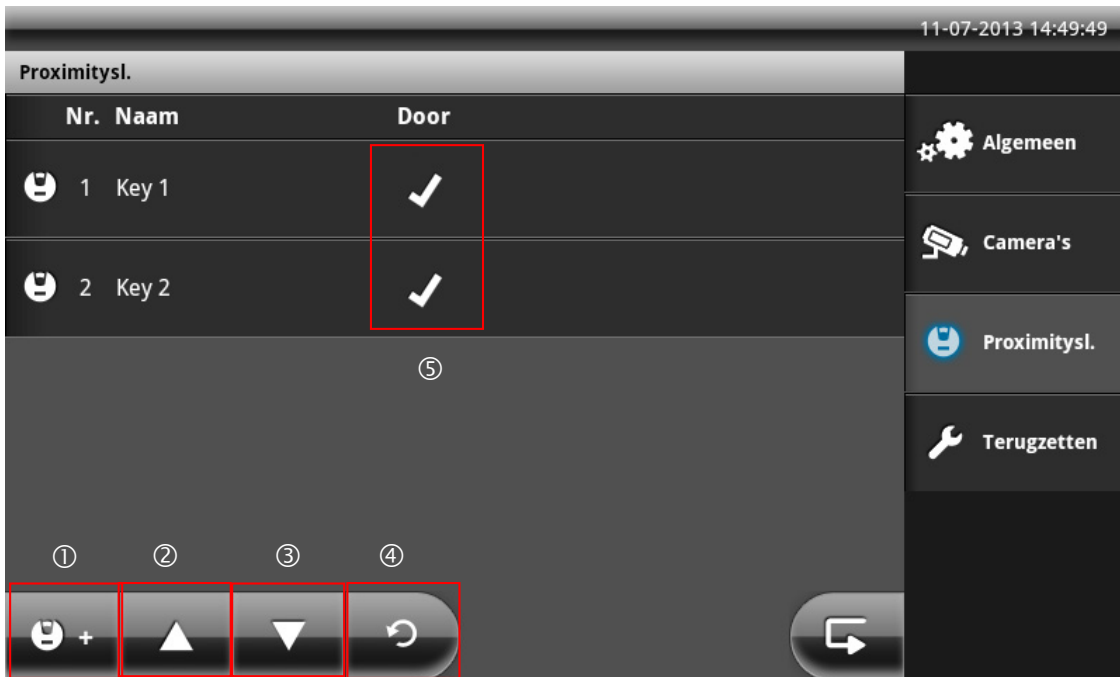 11-07-2013 14:49:49
Proximitysl.
Nr. Naam Door
1 Key 1
2 Key 2
⑤
① ② ③ ④
+
Algemeen
Camera's
Proximitysl.
Terugzetten